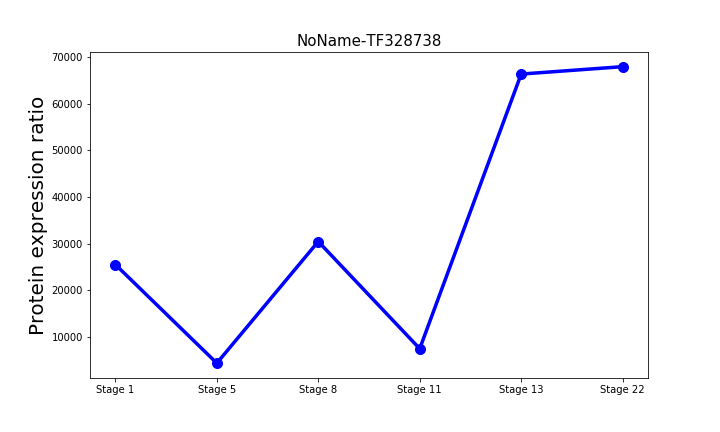 NoName-TF328738
Protein expression ratio
70000
60000
50000
40000
30000
20000
10000
Stage 1
Stage 5
Stage 8
Stage 11
Stage 13
Stage 22